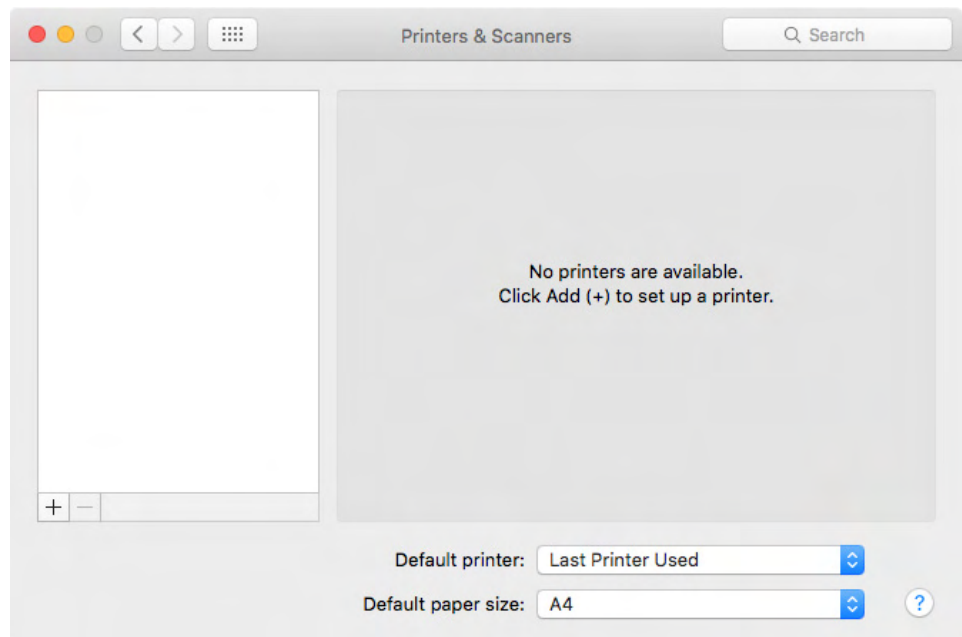 Printers & Scanners
Search
No printers are available.
Click Add (+) to set up a printer.
+ −
Default printer: Last Printer Used
Default paper size: A4
?